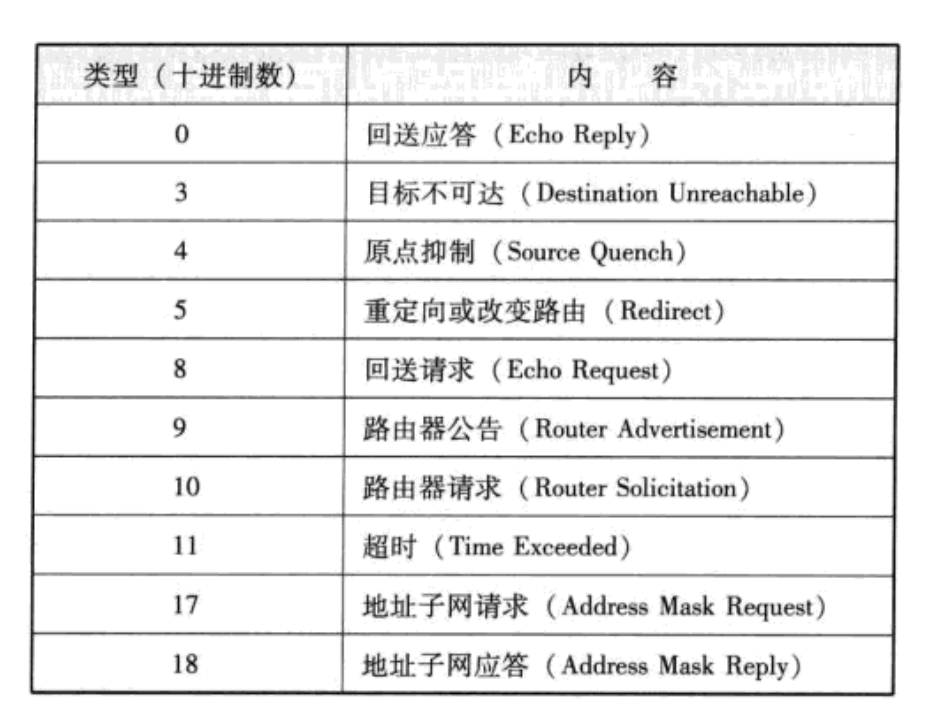 类型（十进制数） 内 容
0 回送应答（Echo Reply）
3 目标不可达（Destination Unreachable）
4 原点抑制（Source Quench）
5 重定向或改变路由（Redirect）
8 回送请求（Echo Request）
9 路由器公告（Router Advertisement）
10 路由器请求（Router Solicitation）
11 超时（Time Exceeded）
17 地址子网请求（Address Mask Request）
18 地址子网应答（Address Mask Reply）